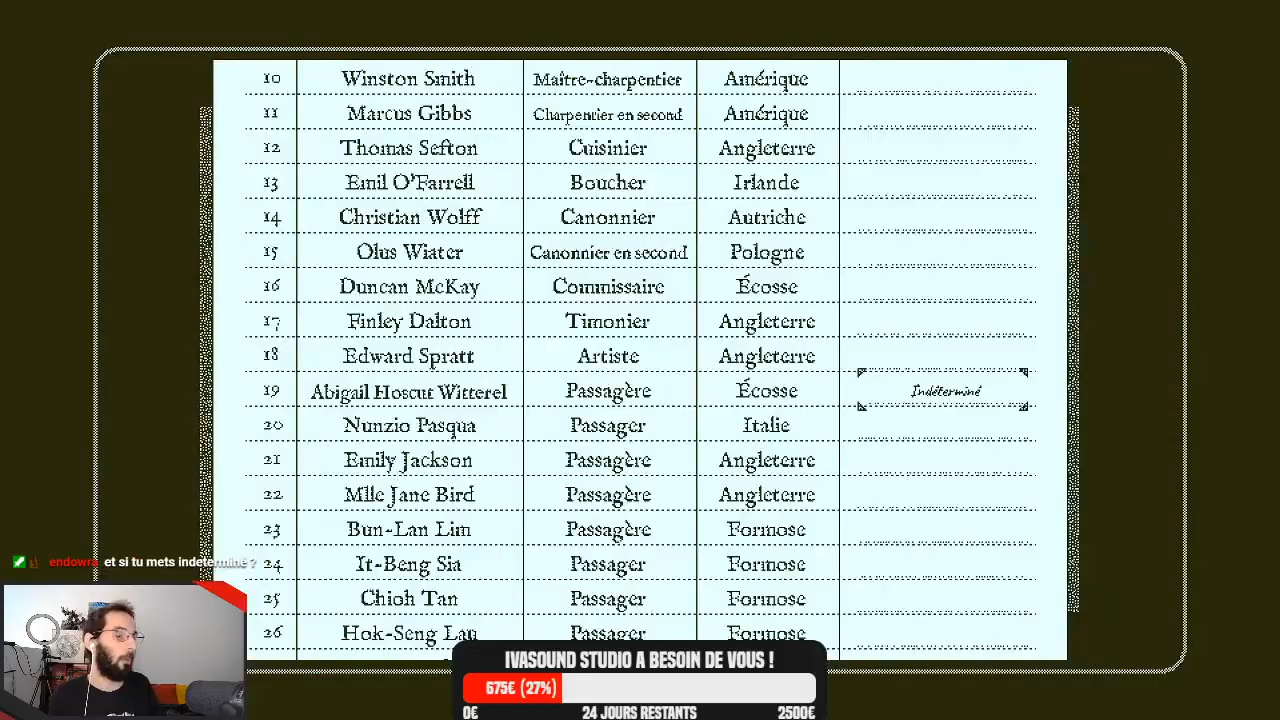 10 Winston Smith Maître-charpentier Amérique
11 Marcus Gibbs Charpentier en second Amérique
12 Thomas Sefton Cuisinier Angleterre
13 Emil O'Farrell Boucher Irlande
14 Christian Wolff Canonnier Autriche
15 Olus Wiater Canonnier en second Pologne
16 Duncan McKay Commissaire Écosse
17 Finley Dalton Timonier Angleterre
18 Edward Spratt Artiste Angleterre
19 Abigail Hoscut Witterel Passagère Écosse Indéterminé
20 Nunzio Pasqua Passager Italie
21 Emily Jackson Passagère Angleterre
22 Mlle Jane Bird Passagère Angleterre
23 Bun-Lan Lim Passagère Formose
endowra et si tu mets indeterminé ?
24 It-Beng Sia Passager Formose
25 Chioh Tan Passager Formose
26 Hok-Seng Lau Passager Formose
IVASOUND STUDIO A BESOIN DE VOUS !
675€ (27%)
0€ 24 JOURS RESTANTS 2500€